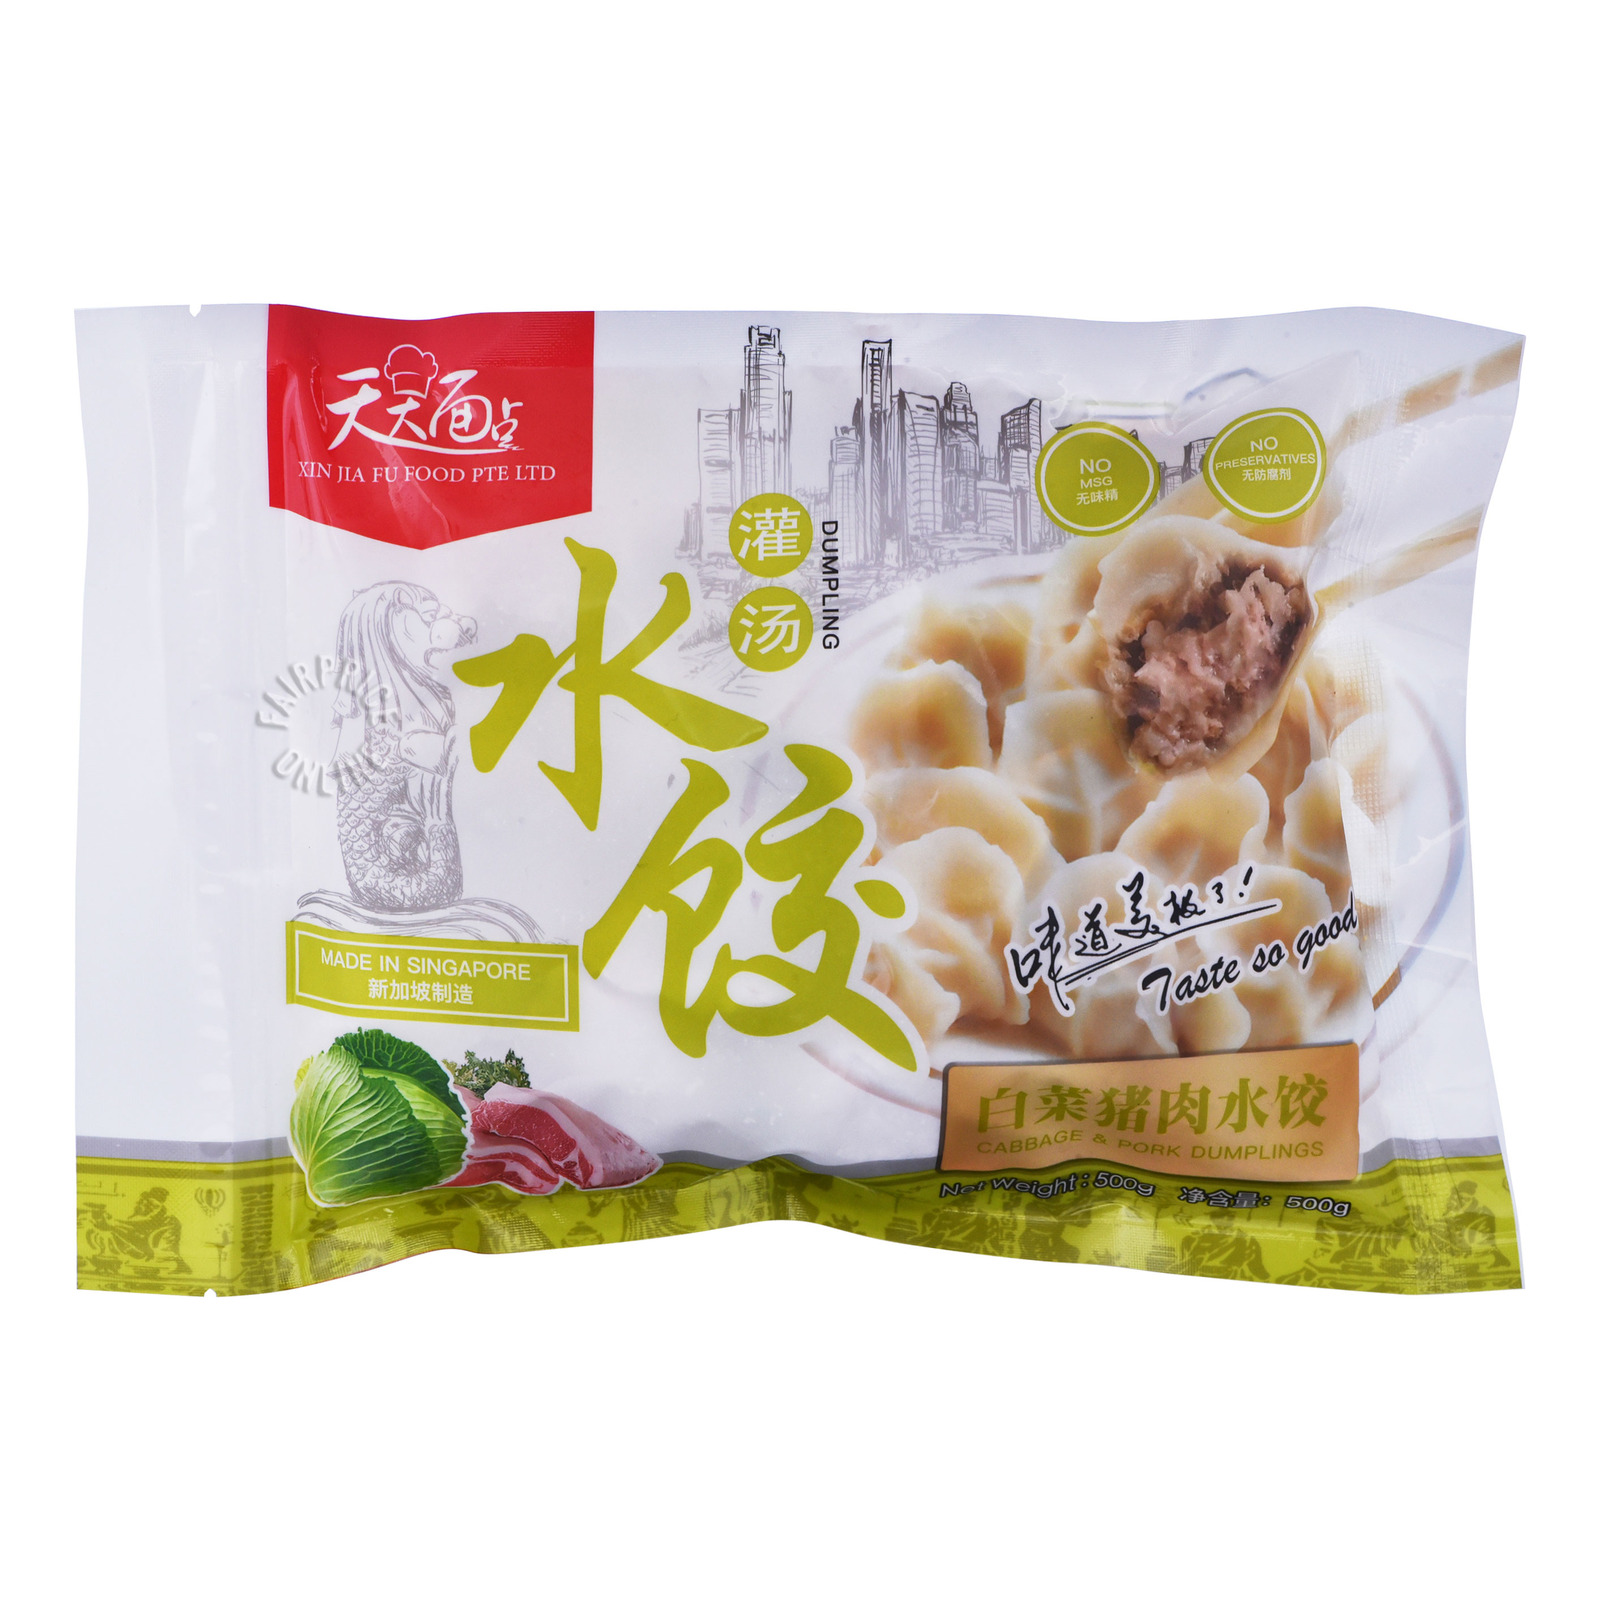 天天面点
XIN JIA FU FOOD PTE LTD
NO
MSG
无味精
NO
PRESERVATIVES
无防腐剂
灌汤
DUMPLING
水饺
FAIRPRICE
ONLINE
MADE IN SINGAPORE
新加坡制造
味道美极了!
Taste so good
白菜猪肉水饺
CABBAGE & PORK DUMPLINGS
Net Weight: 500g 净含量: 500g